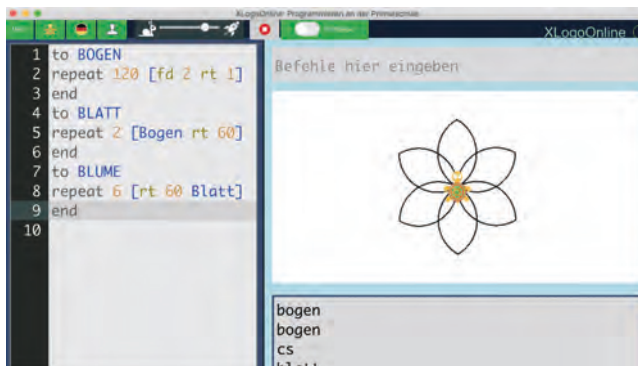 XLogoOnline Programmieren an der Primarschule
XLogoOnline
1 to BOGEN
2 repeat 120 [fd 2 rt 1]
3 end
4 to BLATT
5 repeat 2 [Bogen rt 60]
6 end
7 to BLUME
8 repeat 6 [rt 60 Blatt]
9 end
10
Befehle hier eingeben
bogen
bogen
cs